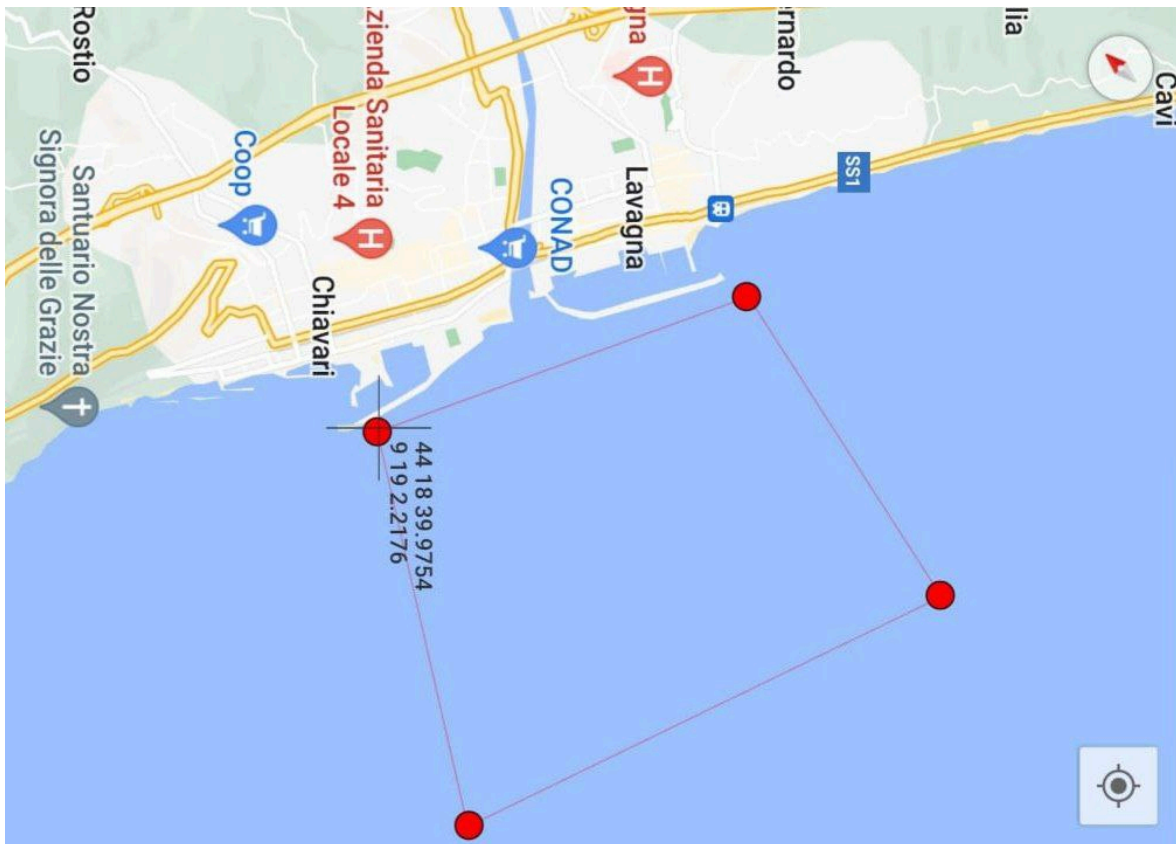 Rostio
zienda Sanitaria
Locale 4
gna
rnardo
lia
Cavi
Coop
Santuario Nostra
Signora delle Grazie
CONAD
Lavagna
SS1
Chiavari
44 18 39.9754
9 19 2.2176
H
H